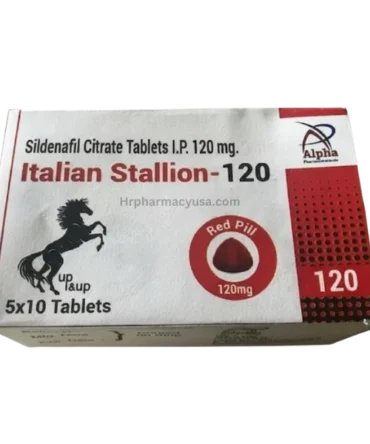 Sildenafil Citrate Tablets I.P. 120 mg.
Alpha
Italian Stallion-120
Hrpharmacyusa.com
Red Pill
120mg
up
&up
5x10 Tablets
120